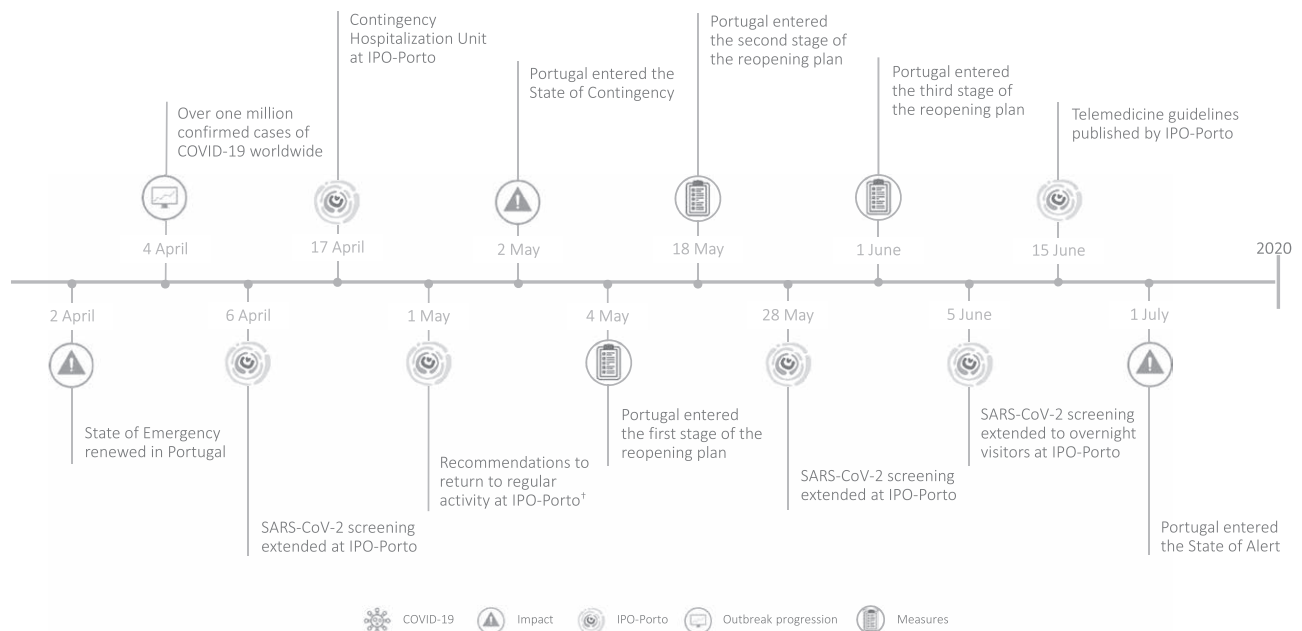 Contingency
Hospitalization Unit
at IPO-Porto
Portugal entered
the second stage of
the reopening plan
Portugal entered the
State of Contingency
Portugal entered
the third stage of
the reopening plan
Over one million
confirmed cases of
COVID-19 worldwide
Telemedicine guidelines
published by IPO-Porto
4 April
17 April
2 May
18 May
1 June
15 June
2020
2 April
6 April
1 May
4 May
28 May
5 June
1 July
State of Emergency
renewed in Portugal
SARS-CoV-2 screening
extended at IPO-Porto
Recommendations to
return to regular
activity at IPO-Porto†
Portugal entered
the first stage of the
reopening plan
SARS-CoV-2 screening
extended at IPO-Porto
SARS-CoV-2 screening
extended to overnight
visitors at IPO-Porto
Portugal entered
the State of Alert
COVID-19 Impact IPO-Porto Outbreak progression Measures